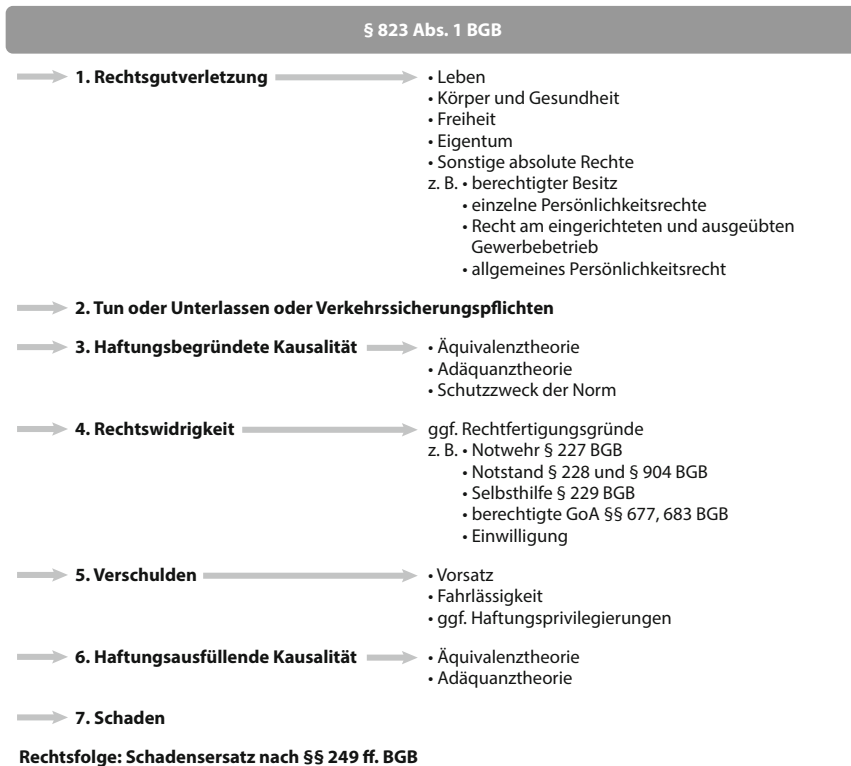 § 823 Abs. 1 BGB
1. Rechtsgutverletzung
• Leben
• Körper und Gesundheit
• Freiheit
• Eigentum
• Sonstige absolute Rechte
z. B. • berechtigter Besitz
• einzelne Persönlichkeitsrechte
• Recht am eingerichteten und ausgeübten
Gewerbebetrieb
• allgemeines Persönlichkeitsrecht
2. Tun oder Unterlassen oder Verkehrssicherungspflichten
3. Haftungsbegründete Kausalität
• Äquivalenztheorie
• Adäquanztheorie
• Schutzzweck der Norm
4. Rechtswidrigkeit
ggf. Rechtfertigungsgründe
z. B. • Notwehr § 227 BGB
• Notstand § 228 und § 904 BGB
• Selbsthilfe § 229 BGB
• berechtigte GoA §§ 677, 683 BGB
• Einwilligung
5. Verschulden
• Vorsatz
• Fahrlässigkeit
• ggf. Haftungsprivilegierungen
6. Haftungsausfüllende Kausalität
• Äquivalenztheorie
• Adäquanztheorie
7. Schaden
Rechtsfolge: Schadensersatz nach §§ 249 ff. BGB